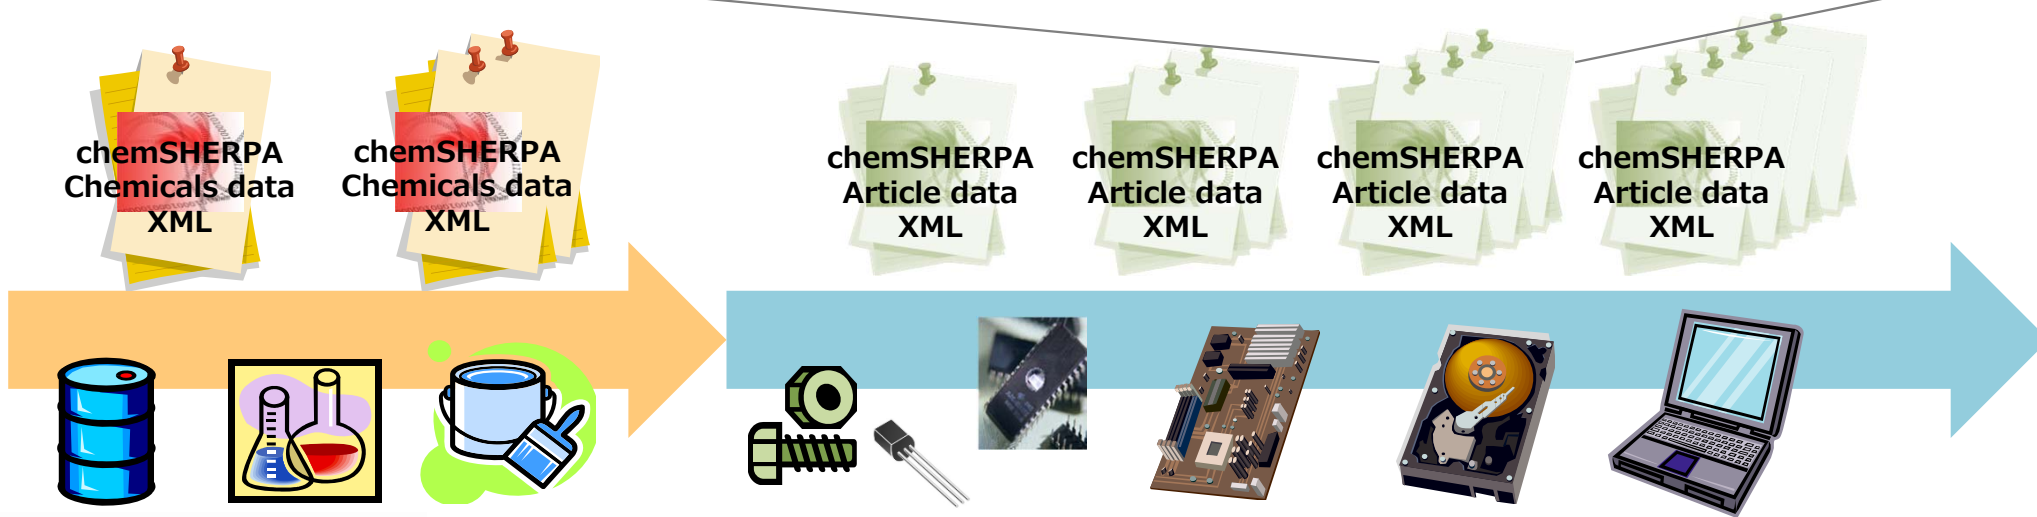 chemSHERPA
Chemicals data
XML
chemSHERPA
Chemicals data
XML
chemSHERPA
Article data
XML
chemSHERPA
Article data
XML
chemSHERPA
Article data
XML
chemSHERPA
Article data
XML